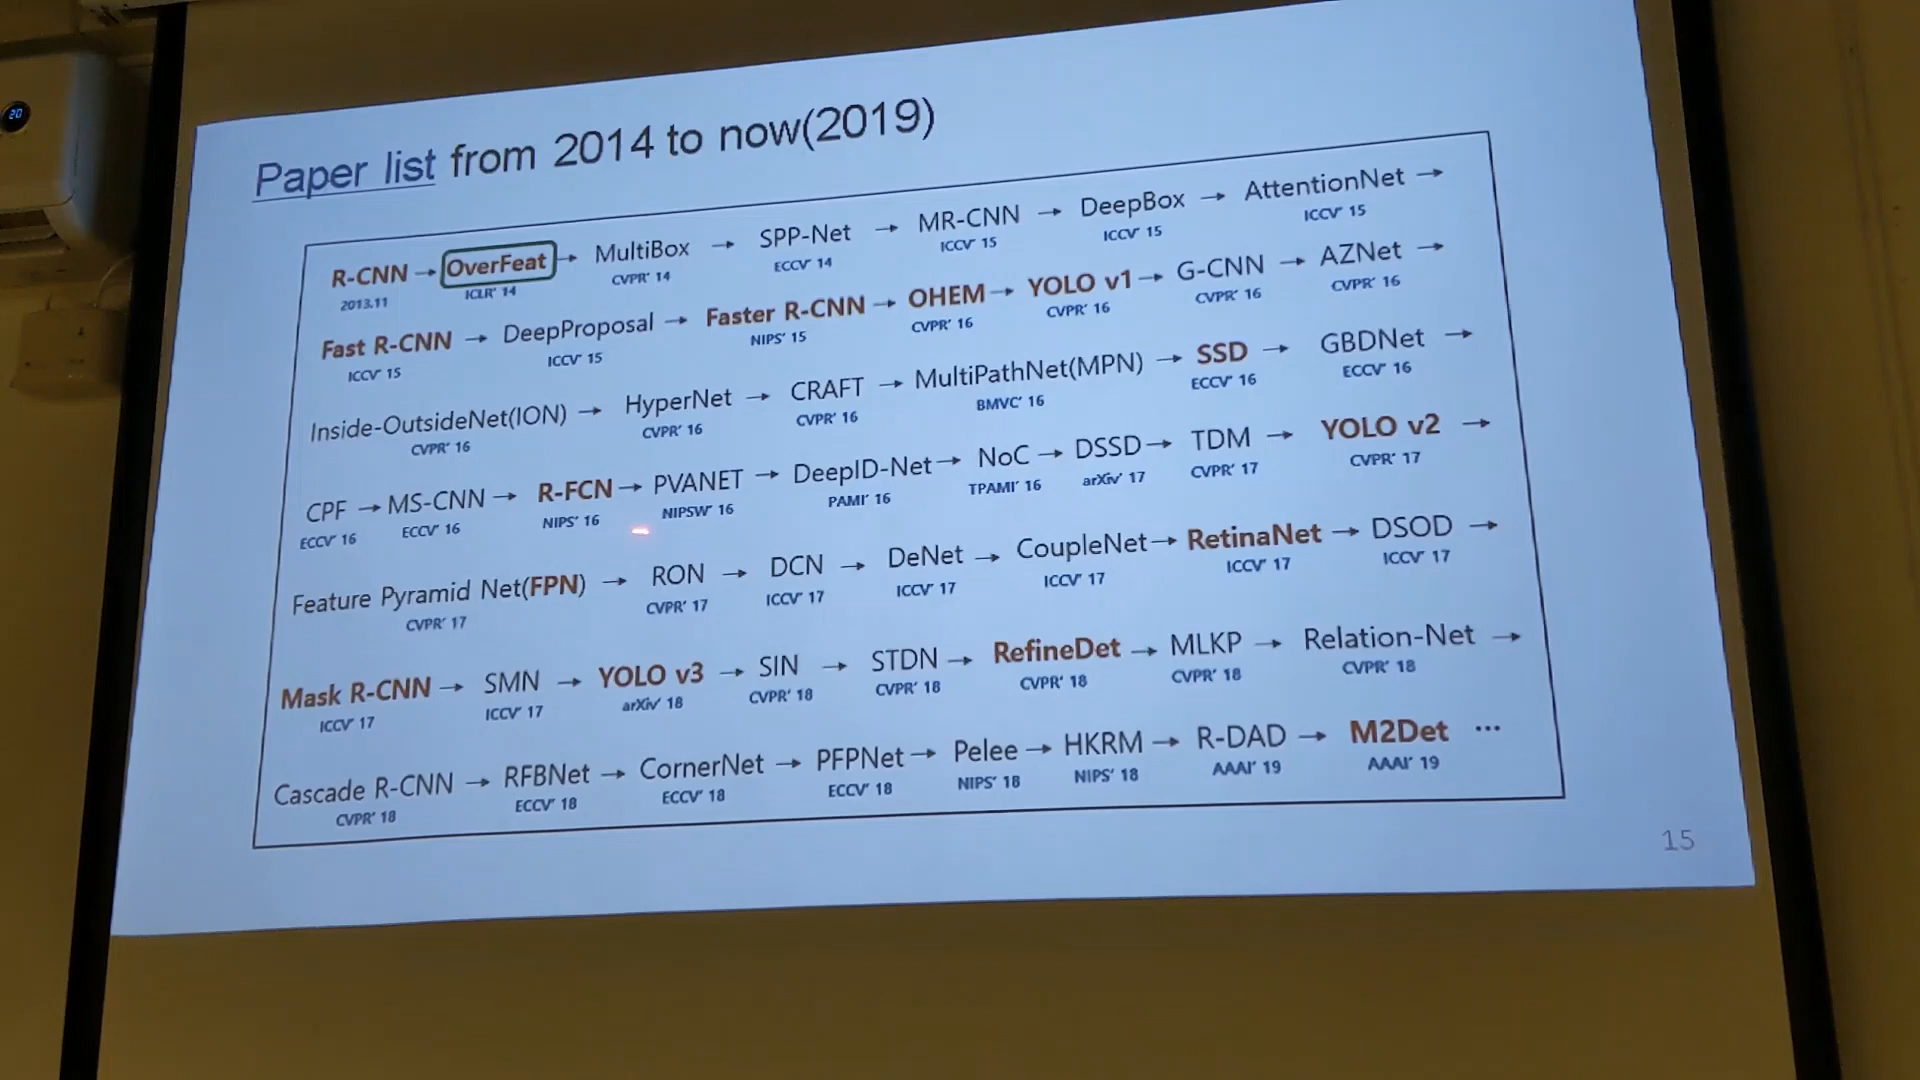 20
Paper list from 2014 to now(2019)
R-CNN → OverFeat → MultiBox → SPP-Net → MR-CNN → DeepBox → AttentionNet →
2013.11 ICLR' 14 CVPR' 14 ECCV' 14 ICCV' 15 ICCV' 15 ICCV' 15
Fast R-CNN → DeepProposal → Faster R-CNN → OHEM → YOLO v1 → G-CNN → AZNet →
ICCV' 15 ICCV' 15 NIPS' 15 CVPR' 16 CVPR' 16 CVPR' 16 CVPR' 16
Inside-OutsideNet(ION) → HyperNet → CRAFT → MultiPathNet(MPN) → SSD → GBDNet →
CVPR' 16 CVPR' 16 CVPR' 16 BMVC' 16 ECCV' 16 ECCV' 16
CPF → MS-CNN → R-FCN → PVANET → DeepID-Net → NoC → DSSD → TDM → YOLO v2 →
ECCV' 16 ECCV' 16 NIPS' 16 NIPSW' 16 PAMI' 16 TPAMI' 16 arXiv' 17 CVPR' 17 CVPR' 17
Feature Pyramid Net(FPN) → RON → DCN → DeNet → CoupleNet → RetinaNet → DSOD →
CVPR' 17 CVPR' 17 ICCV' 17 ICCV' 17 ICCV' 17 ICCV' 17 ICCV' 17
Mask R-CNN → SMN → YOLO v3 → SIN → STDN → RefineDet → MLKP → Relation-Net →
ICCV' 17 ICCV' 17 arXiv' 18 CVPR' 18 CVPR' 18 CVPR' 18 CVPR' 18 CVPR' 18
Cascade R-CNN → RFBNet → CornerNet → PFPNet → Pelee → HKRM → R-DAD → M2Det ...
CVPR' 18 ECCV' 18 ECCV' 18 ECCV' 18 NIPS' 18 NIPS' 18 AAAI' 19 AAAI' 19
15